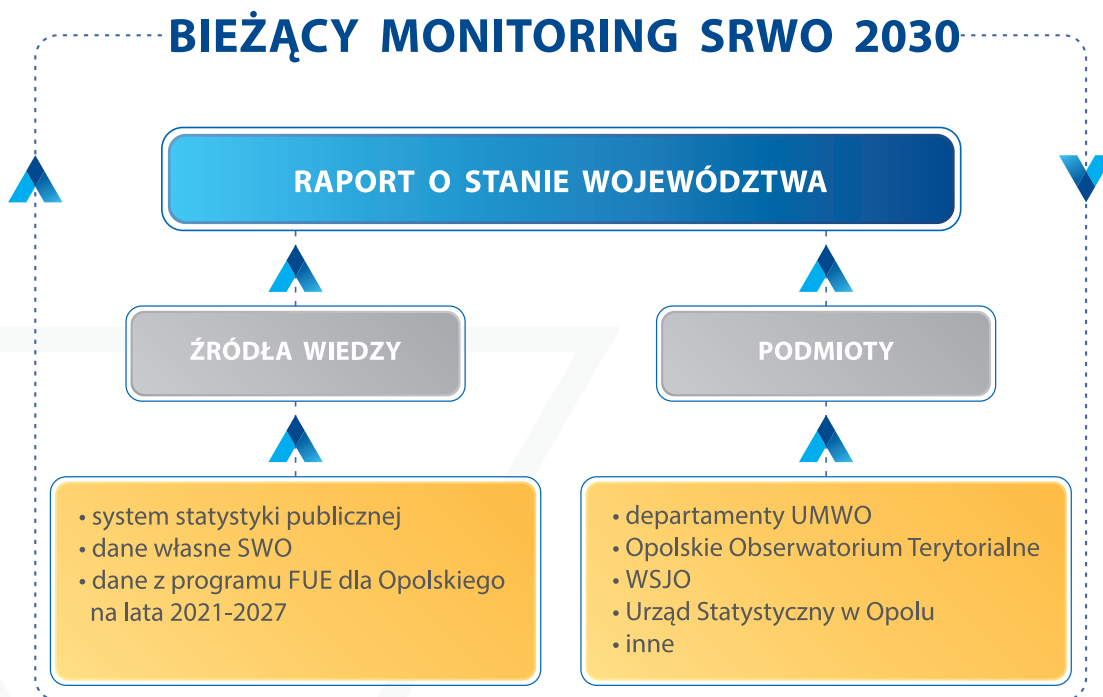 BIEŻĄCY MONITORING SRWO 2030
RAPORT O STANIE WOJEWÓDZTWA
ŹRÓDŁA WIEDZY
PODMIOTY
• system statystyki publicznej
• dane własne SWO
• dane z programu FUE dla Opolskiego
na lata 2021-2027
• departamenty UMWO
• Opolskie Obserwatorium Terytorialne
• WSJO
• Urząd Statystyczny w Opolu
• inne